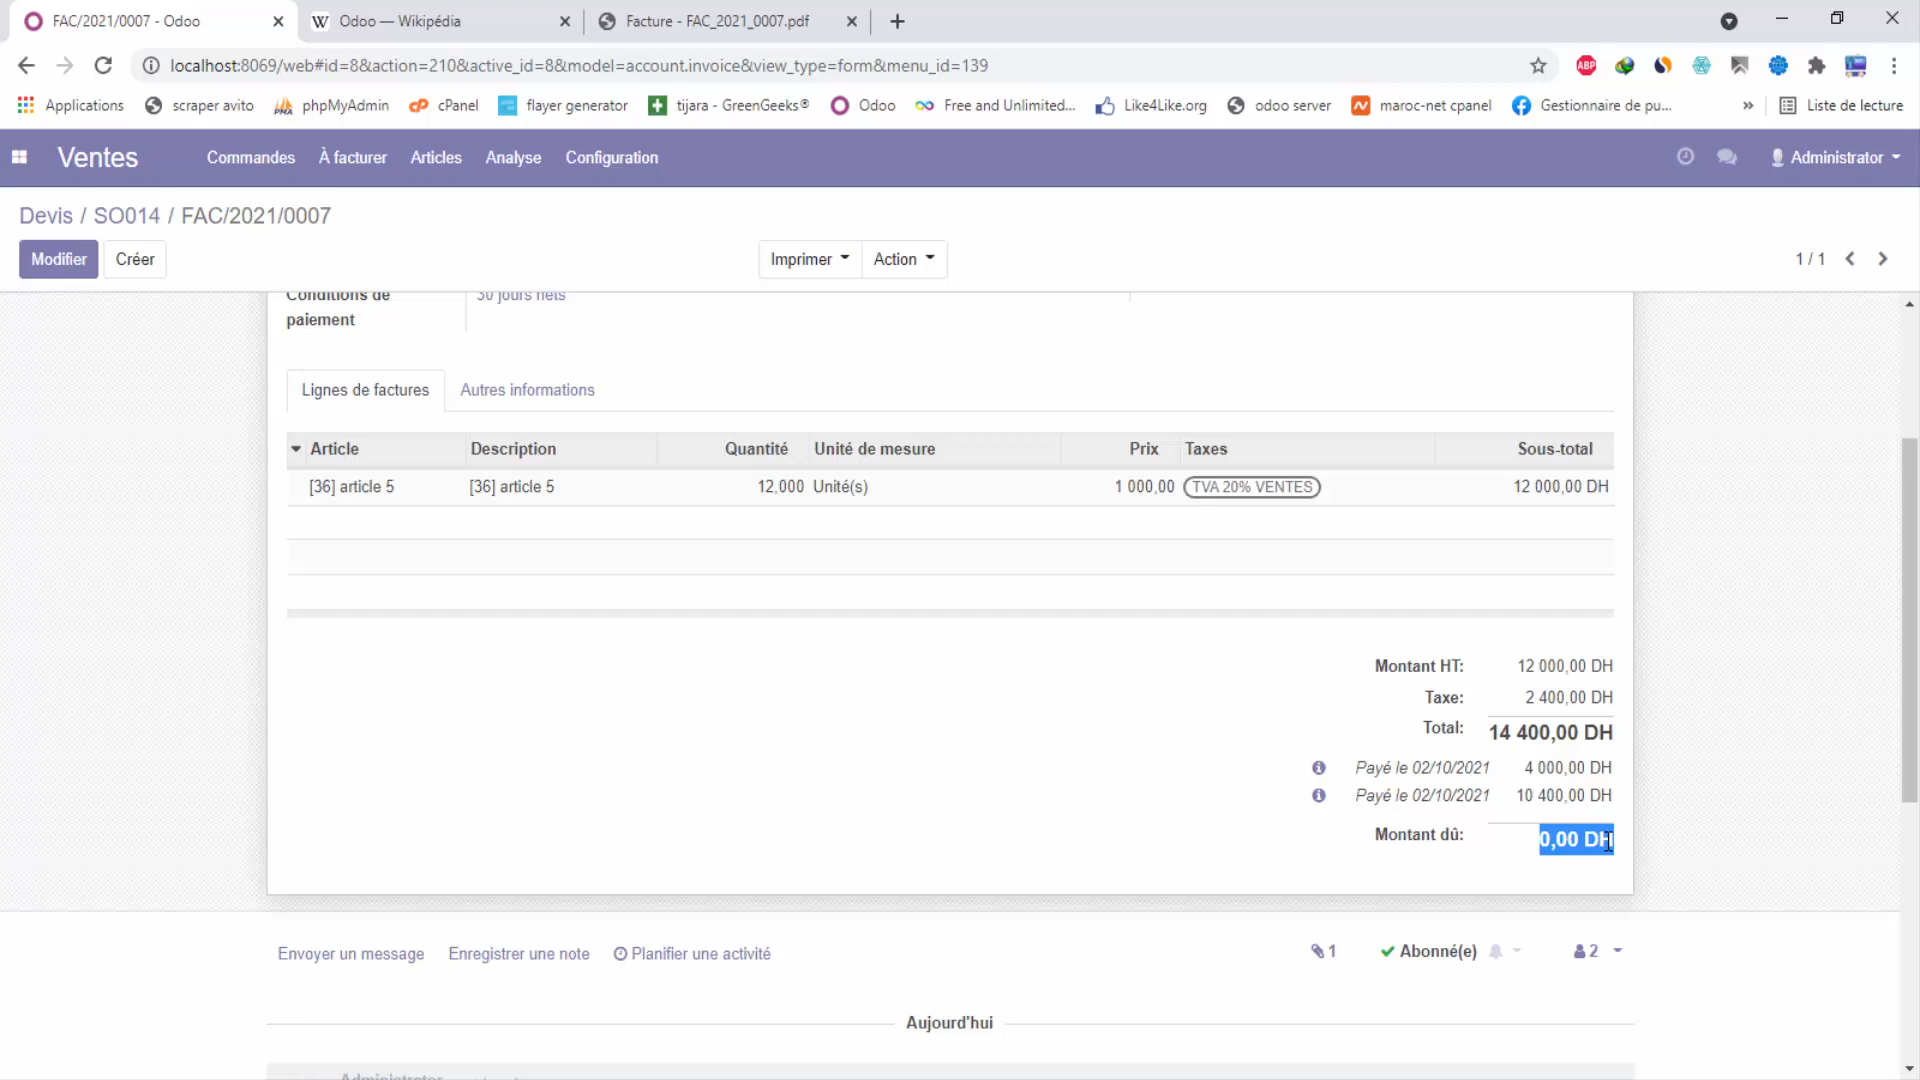 FAC/2021/0007 - Odoo
W Odoo — Wikipédia
Facture - FAC_2021_0007.pdf
localhost:8069/web#id=8&action=210&active_id=8&model=account.invoice&view_type=form&menu_id=139
ABP
Applications scraper avito phpMyAdmin cPanel flayer generator tijara - GreenGeeks® Odoo Free and Unlimited... Like4Like.org odoo server maroc-net cpanel Gestionnaire de pu... » Liste de lecture
Ventes Commandes À facturer Articles Analyse Configuration Administrator
Devis / SO014 / FAC/2021/0007
Modifier Créer Imprimer Action 1 / 1
Conditions de paiement 30 jours nets
Lignes de factures Autres informations
Article Description Quantité Unité de mesure Prix Taxes Sous-total
[36] article 5 [36] article 5 12,000 Unité(s) 1 000,00 TVA 20% VENTES 12 000,00 DH
Montant HT: 12 000,00 DH
Taxe: 2 400,00 DH
Total: 14 400,00 DH
Payé le 02/10/2021 4 000,00 DH
Payé le 02/10/2021 10 400,00 DH
Montant dû: 0,00 DH
Envoyer un message Enregistrer une note Planifier une activité 1 Abonné(e) 2
Aujourd'hui
Administrator